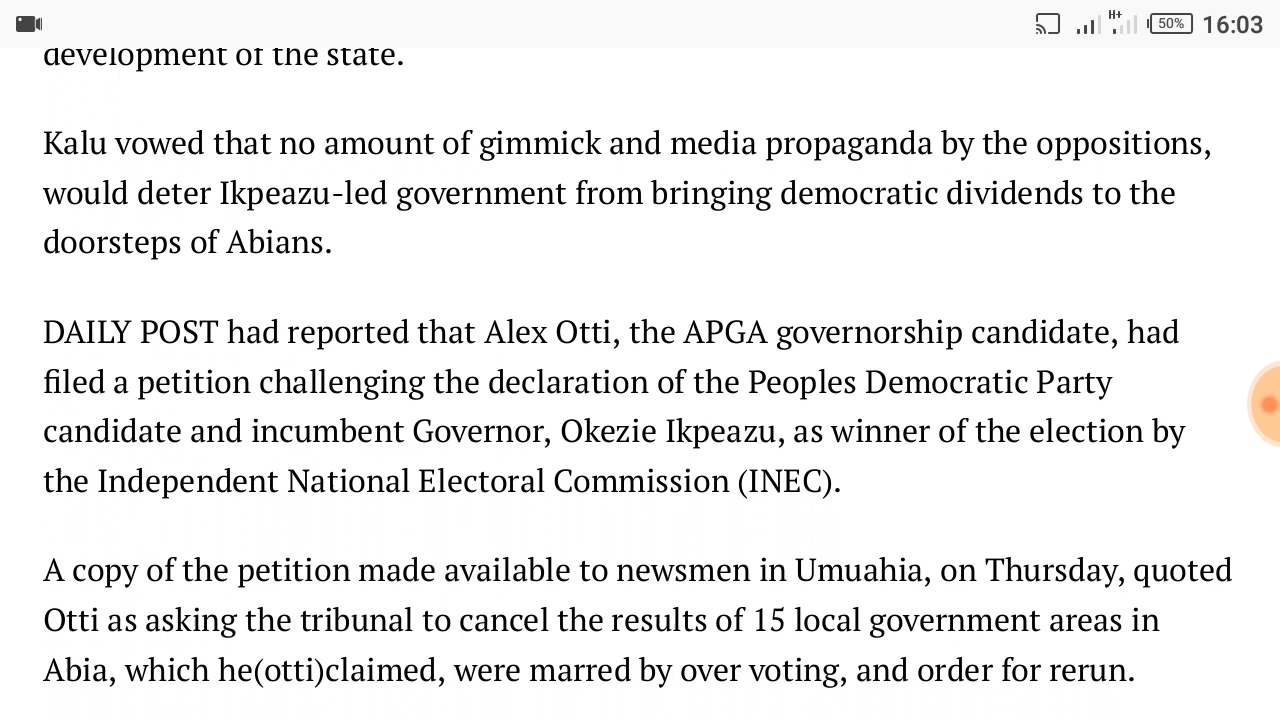 H+
50%
16:03
development of the state.
Kalu vowed that no amount of gimmick and media propaganda by the oppositions,
would deter Ikpeazu-led government from bringing democratic dividends to the
doorsteps of Abians.
DAILY POST had reported that Alex Otti, the APGA governorship candidate, had
filed a petition challenging the declaration of the Peoples Democratic Party
candidate and incumbent Governor, Okezie Ikpeazu, as winner of the election by
the Independent National Electoral Commission (INEC).
A copy of the petition made available to newsmen in Umuahia, on Thursday, quoted
Otti as asking the tribunal to cancel the results of 15 local government areas in
Abia, which he(otti)claimed, were marred by over voting, and order for rerun.